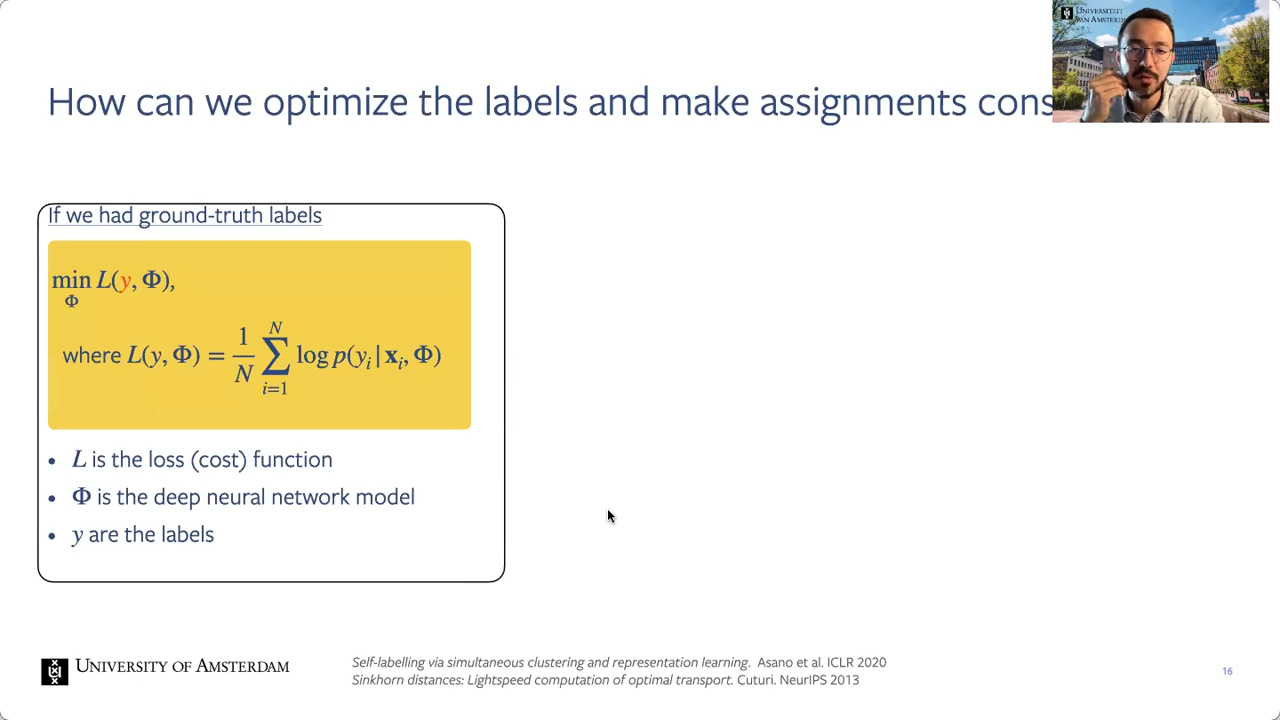 UNIVERSITEIT
VAN AMSTERDAM
How can we optimize the labels and make assignments cons
If we had ground-truth labels
min L(y, Φ),
Φ
where L(y, Φ) = 1/N ∑_{i=1}^{N} log p(y_i | x_i, Φ)
• L is the loss (cost) function
• Φ is the deep neural network model
• y are the labels
UNIVERSITY OF AMSTERDAM
Self-labelling via simultaneous clustering and representation learning. Asano et al. ICLR 2020
Sinkhorn distances: Lightspeed computation of optimal transport. Cuturi. NeurIPS 2013
16